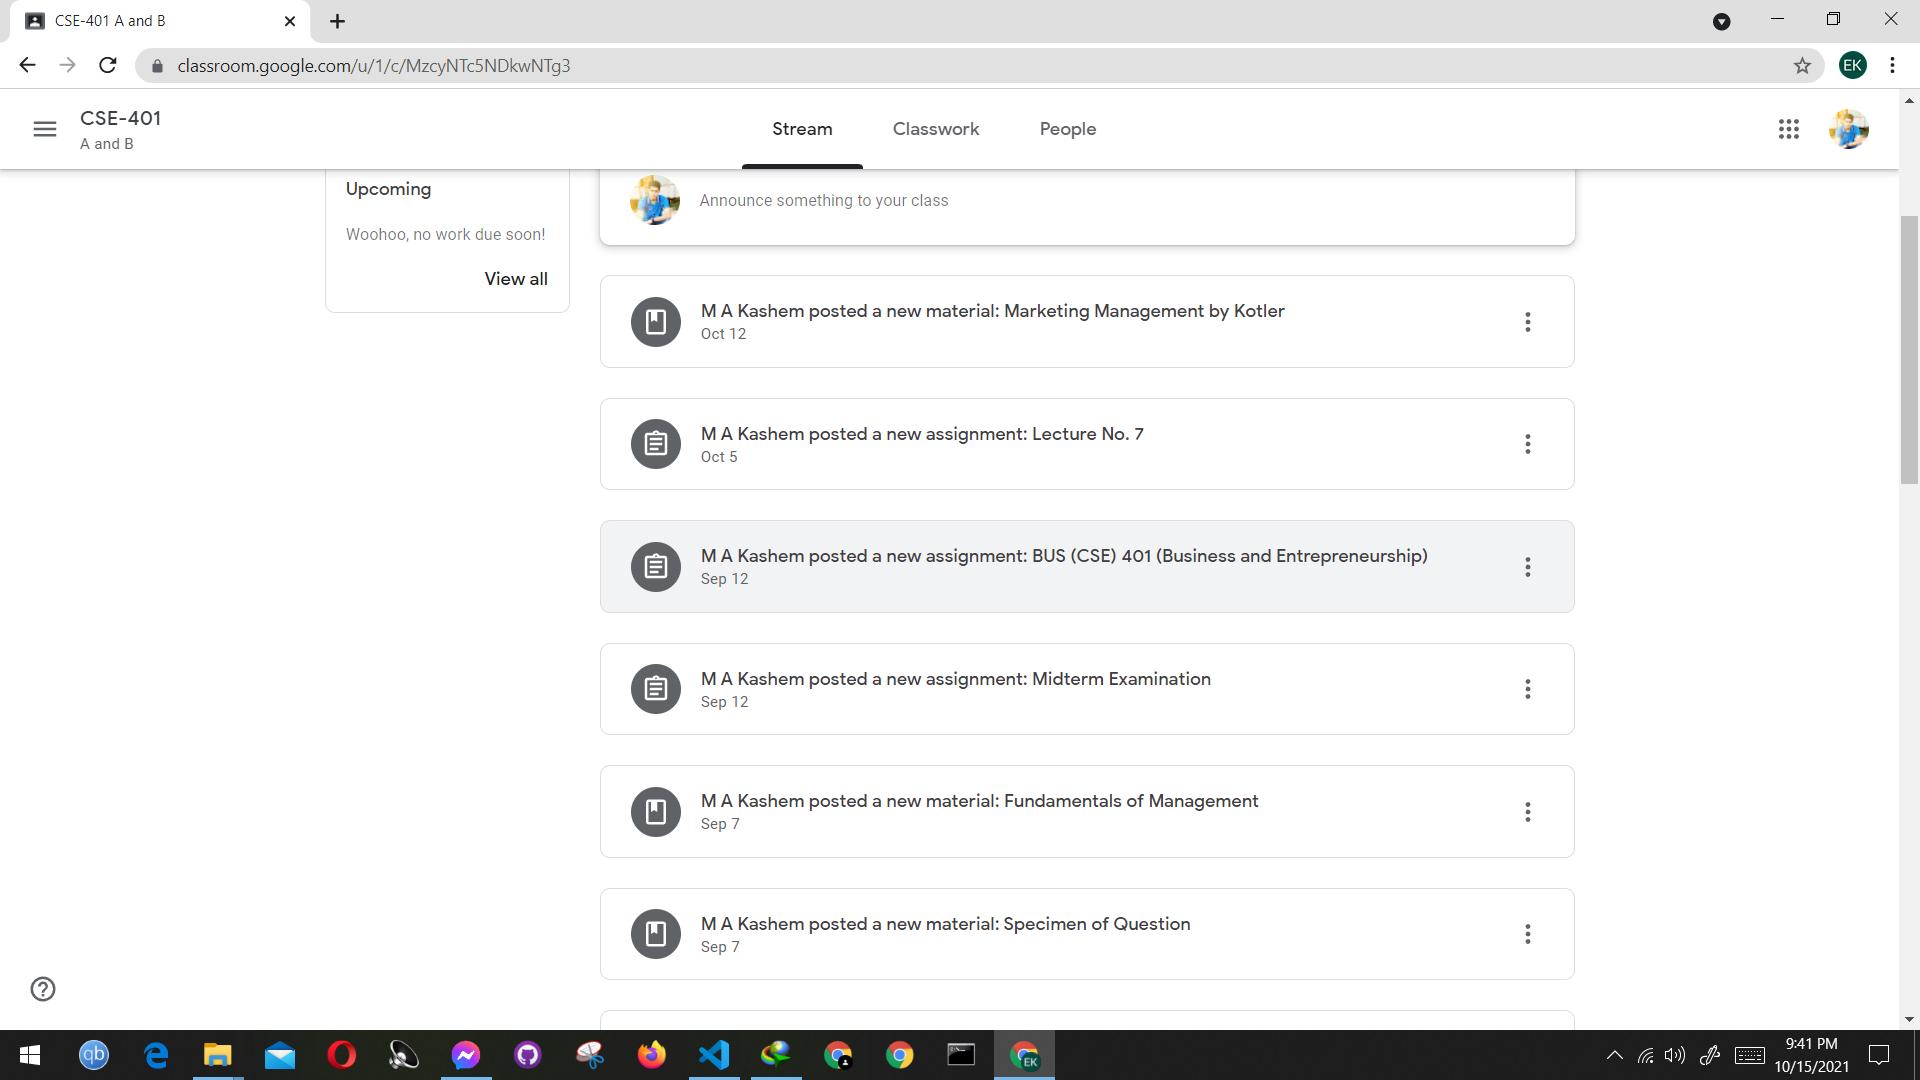 CSE-401 A and B
classroom.google.com/u/1/c/MzcyNTc5NDkwNTg3
EK
CSE-401
A and B
Stream
Classwork
People
Upcoming
Woohoo, no work due soon!
View all
Announce something to your class
M A Kashem posted a new material: Marketing Management by Kotler
Oct 12
M A Kashem posted a new assignment: Lecture No. 7
Oct 5
M A Kashem posted a new assignment: BUS (CSE) 401 (Business and Entrepreneurship)
Sep 12
M A Kashem posted a new assignment: Midterm Examination
Sep 12
M A Kashem posted a new material: Fundamentals of Management
Sep 7
M A Kashem posted a new material: Specimen of Question
Sep 7
qb
EK
9:41 PM
10/15/2021